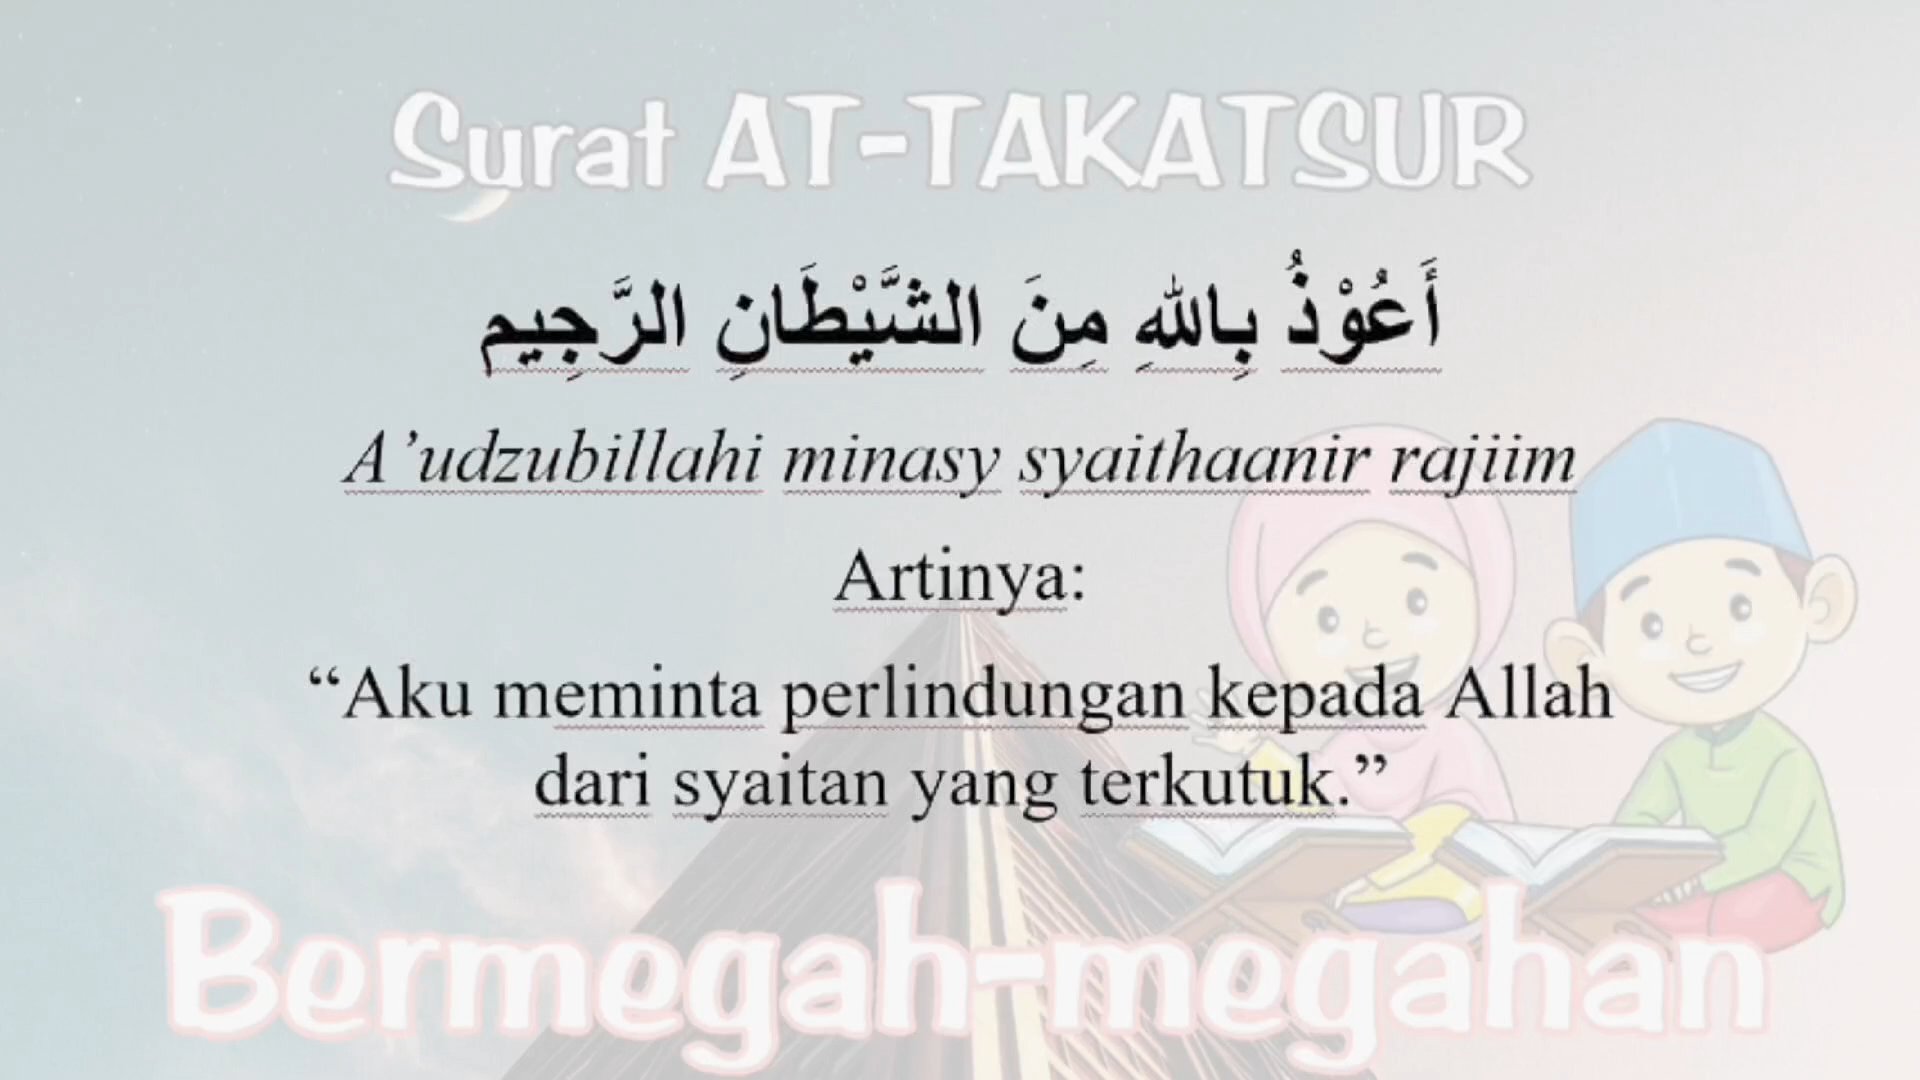 Surat AT-TAKATSUR
أَعُوْذُ بِاللهِ مِنَ الشَّيْطَانِ الرَّجِيم
A’udzubillahi minasy syaithaanir rajiim
Artinya:
“Aku meminta perlindungan kepada Allah
dari syaitan yang terkutuk.”
Bermegah-megahan